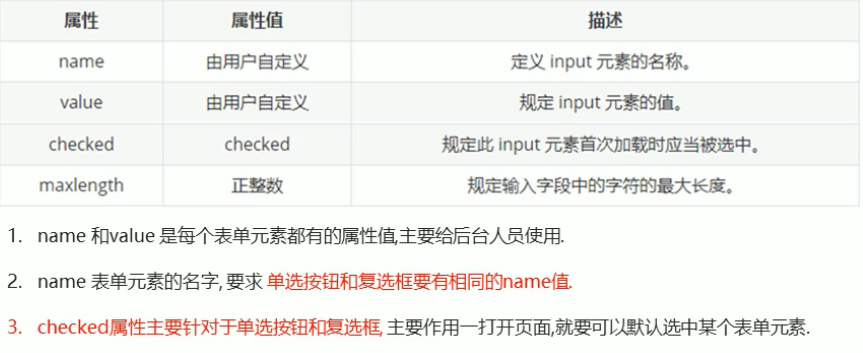 属性 属性值 描述
name 由用户自定义 定义 input 元素的名称。
value 由用户自定义 规定 input 元素的值。
checked checked 规定此 input 元素首次加载时应当被选中。
maxlength 正整数 规定输入字段中的字符的最大长度。
1. name 和value 是每个表单元素都有的属性值,主要给后台人员使用.
2. name 表单元素的名字, 要求 单选按钮和复选框要有相同的name值.
3. checked属性主要针对于单选按钮和复选框, 主要作用一打开页面,就要可以默认选中某个表单元素.